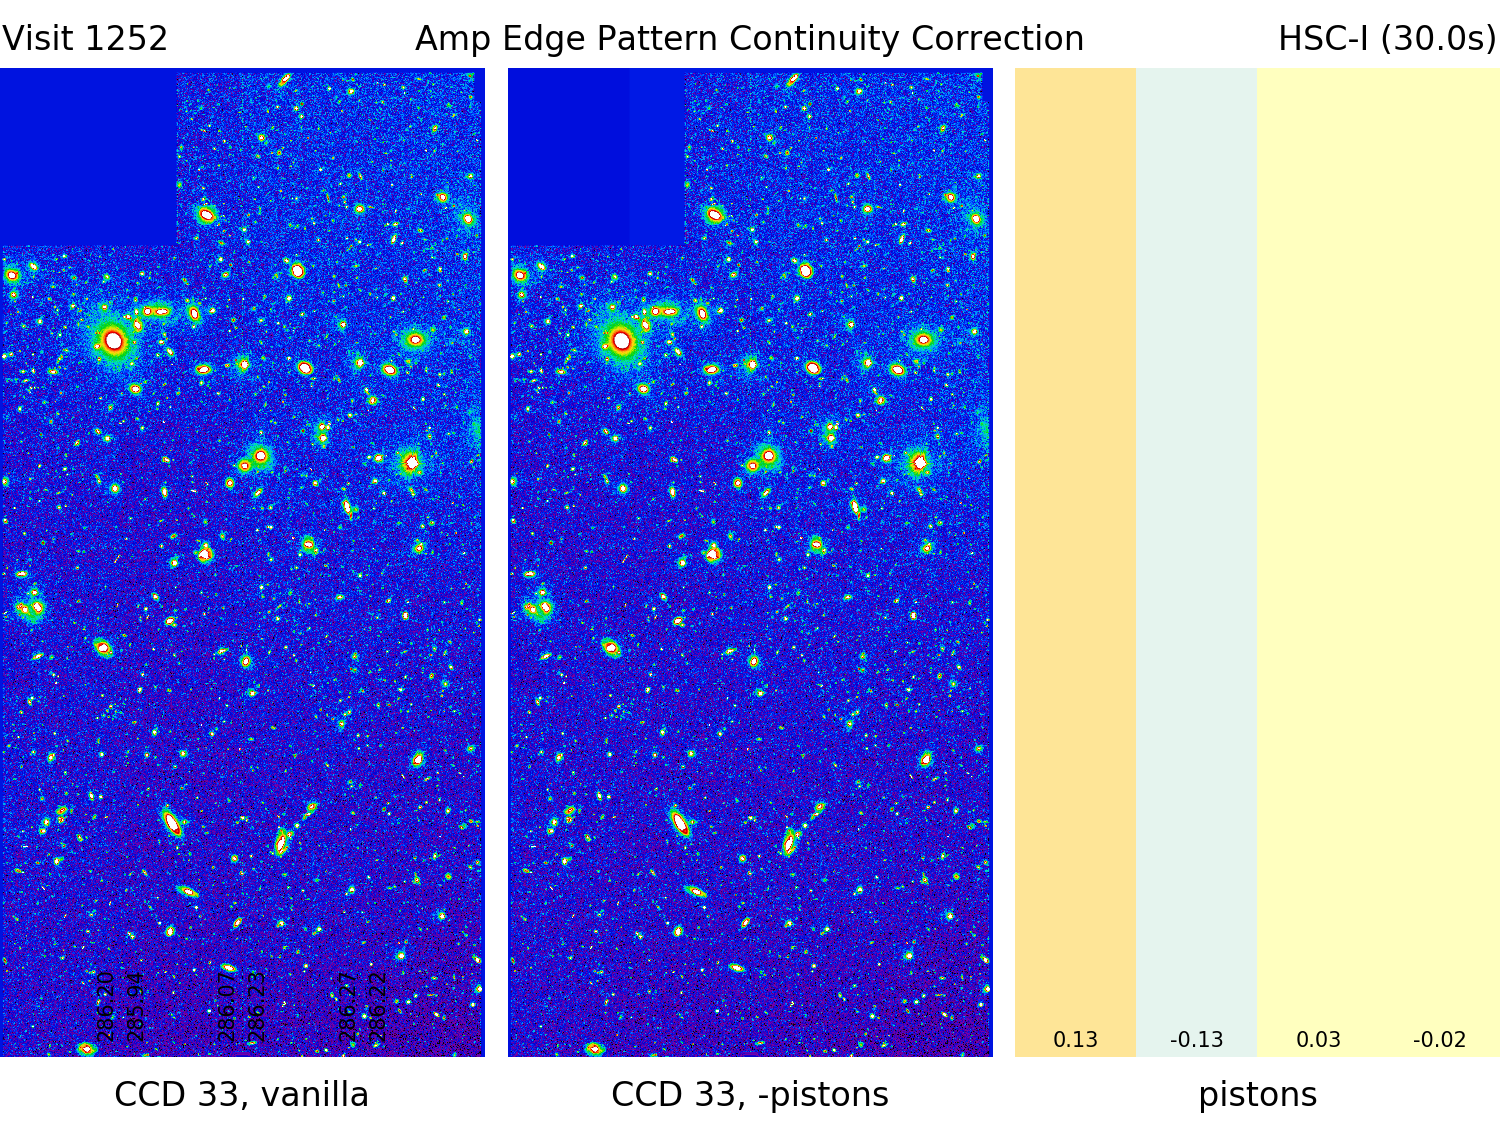 Visit 1252 Amp Edge Pattern Continuity Correction HSC-I (30.0s)
286.20
285.94
286.07
286.23
286.27
286.22
0.13 -0.13 0.03 -0.02
CCD 33, vanilla CCD 33, -pistons pistons